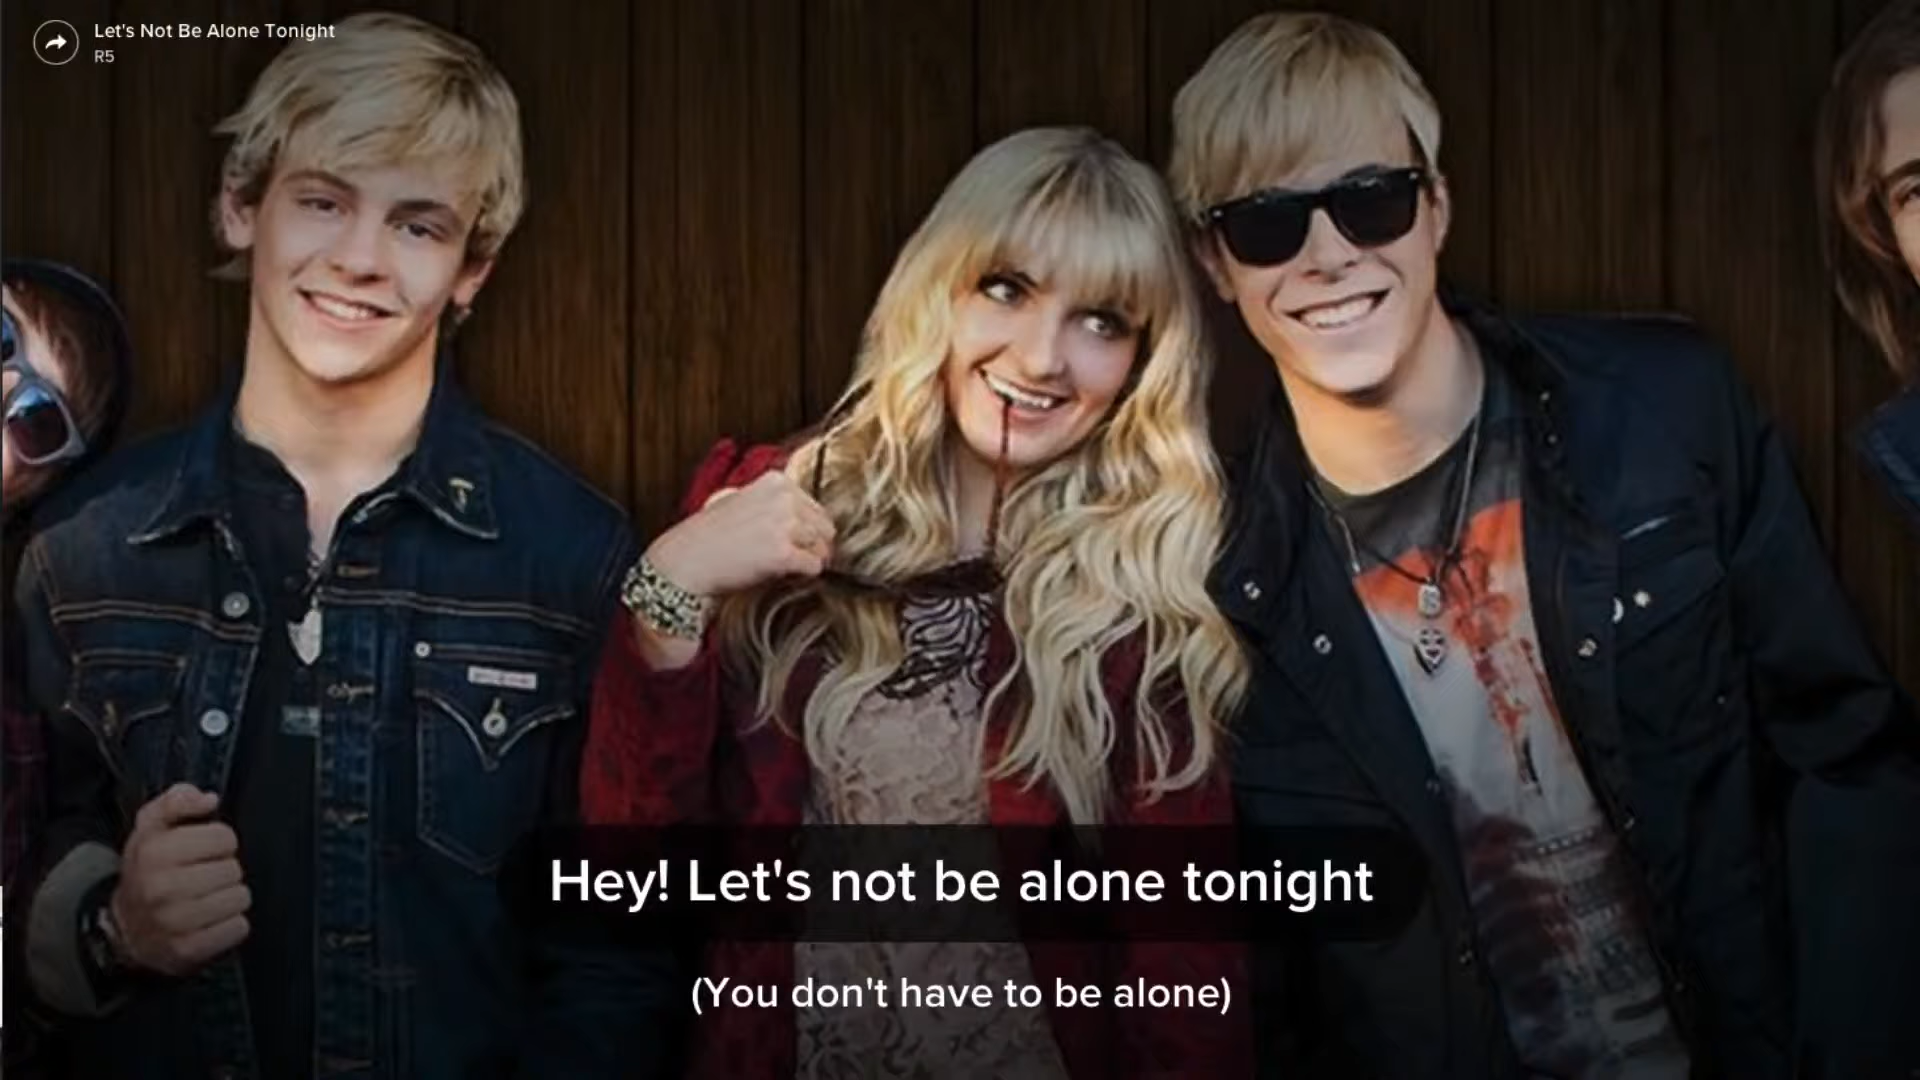 Let's Not Be Alone Tonight
R5
Hey! Let's not be alone tonight
(You don't have to be alone)